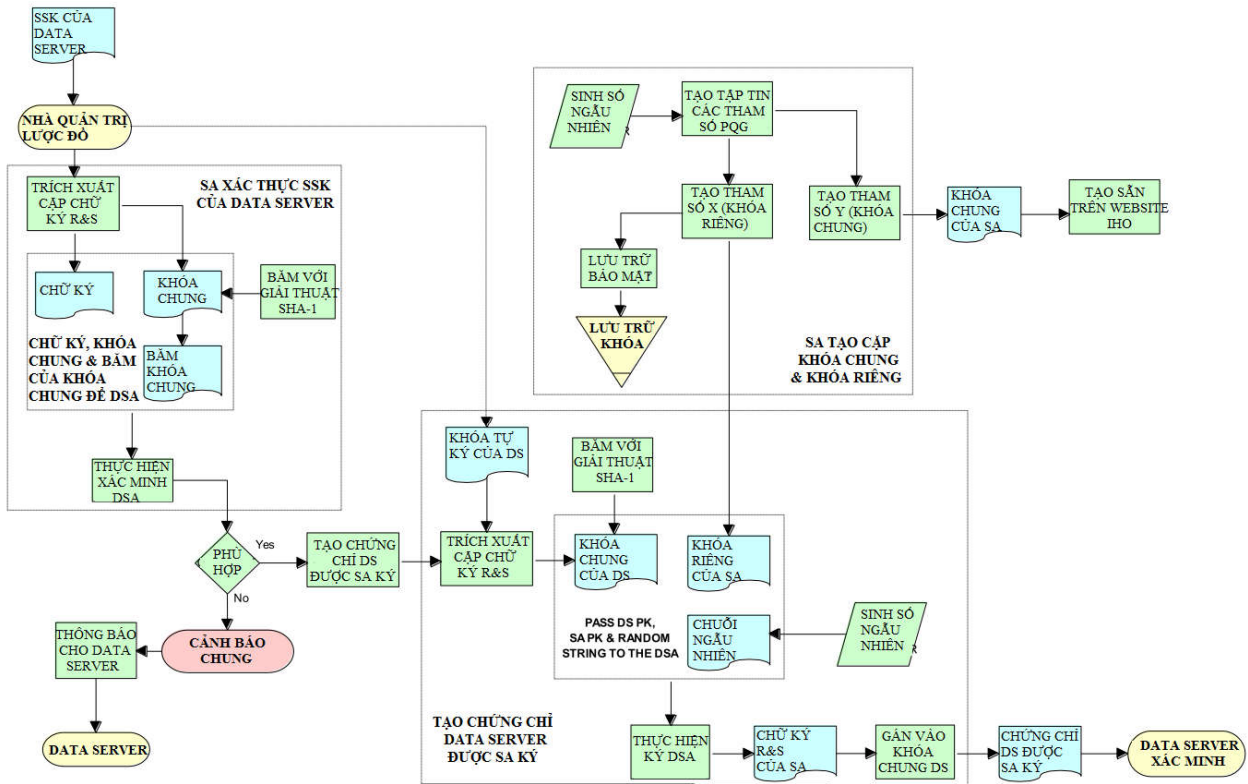 SSK CỦA
DATA
SERVER
NHÀ QUẢN TRỊ
LƯỢC ĐỒ
SA XÁC THỰC SSK
CỦA DATA SERVER
TRÍCH XUẤT
CẶP CHỮ
KÝ R&S
CHỮ KÝ
KHÓA
CHUNG
BĂM VỚI
GIẢI THUẬT
SHA-1
CHỮ KÝ, KHÓA
CHUNG & BĂM
CỦA KHÓA
CHUNG ĐỂ DSA
BĂM
KHÓA
CHUNG
THỰC HIỆN
XÁC MINH
DSA
PHÙ
HỢP
Yes
No
CẢNH BÁO
CHUNG
THÔNG BÁO
CHO DATA
SERVER
DATA SERVER
TẠO CHỨNG
CHỈ DS
ĐƯỢC SA KÝ
SINH SỐ
NGẪU
NHIÊN
TẠO TẬP TIN
CÁC THAM
SỐ PQG
TẠO THAM
SỐ X (KHÓA
RIÊNG)
TẠO THAM
SỐ Y (KHÓA
CHUNG)
KHÓA
CHUNG
CỦA SA
TẠO SẴN
TRÊN WEBSITE
IHO
LƯU TRỮ
BẢO MẬT
LƯU TRỮ
KHÓA
SA TẠO CẶP
KHÓA CHUNG
& KHÓA RIÊNG
KHÓA TỰ
KÝ CỦA DS
BĂM VỚI
GIẢI THUẬT
SHA-1
TRÍCH XUẤT
CẶP CHỮ
KÝ R&S
KHÓA
CHUNG
CỦA DS
KHÓA
RIÊNG
CỦA SA
PASS DS PK,
SA PK & RANDOM
STRING TO THE DSA
CHUỖI
NGẪU
NHIÊN
SINH SỐ
NGẪU
NHIÊN
TẠO CHỨNG CHỈ
DATA SERVER
ĐƯỢC SA KÝ
THỰC HIỆN
KÝ DSA
CHỮ KÝ
R&S
CỦA SA
GÁN VÀO
KHÓA
CHUNG DS
CHỨNG CHỈ
DS ĐƯỢC
SA KÝ
DATA SERVER
XÁC MINH